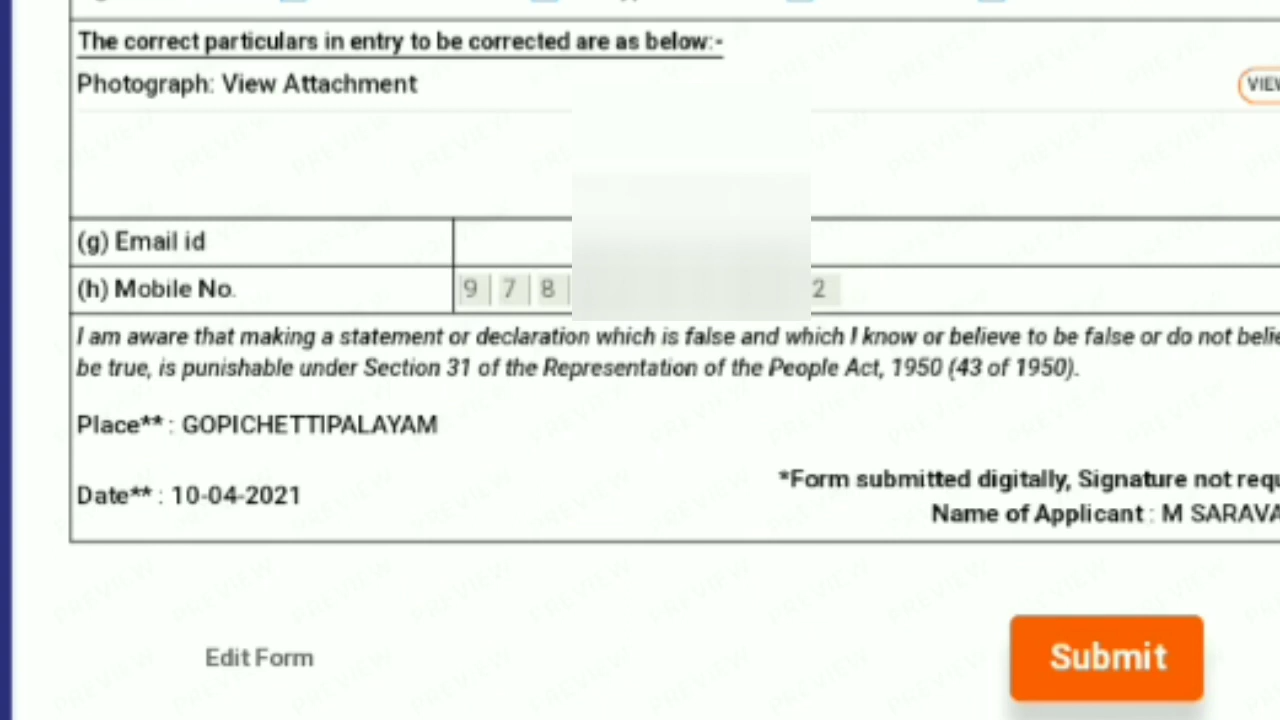 The correct particulars in entry to be corrected are as below:-
Photograph: View Attachment
(g) Email id
(h) Mobile No. 9 7 8 2
I am aware that making a statement or declaration which is false and which I know or believe to be false or do not
be true, is punishable under Section 31 of the Representation of the People Act, 1950 (43 of 1950).
Place** : GOPICHETTIPALAYAM
Date** : 10-04-2021
*Form submitted digitally, Signature not
Name of Applicant : M
Edit Form
Submit